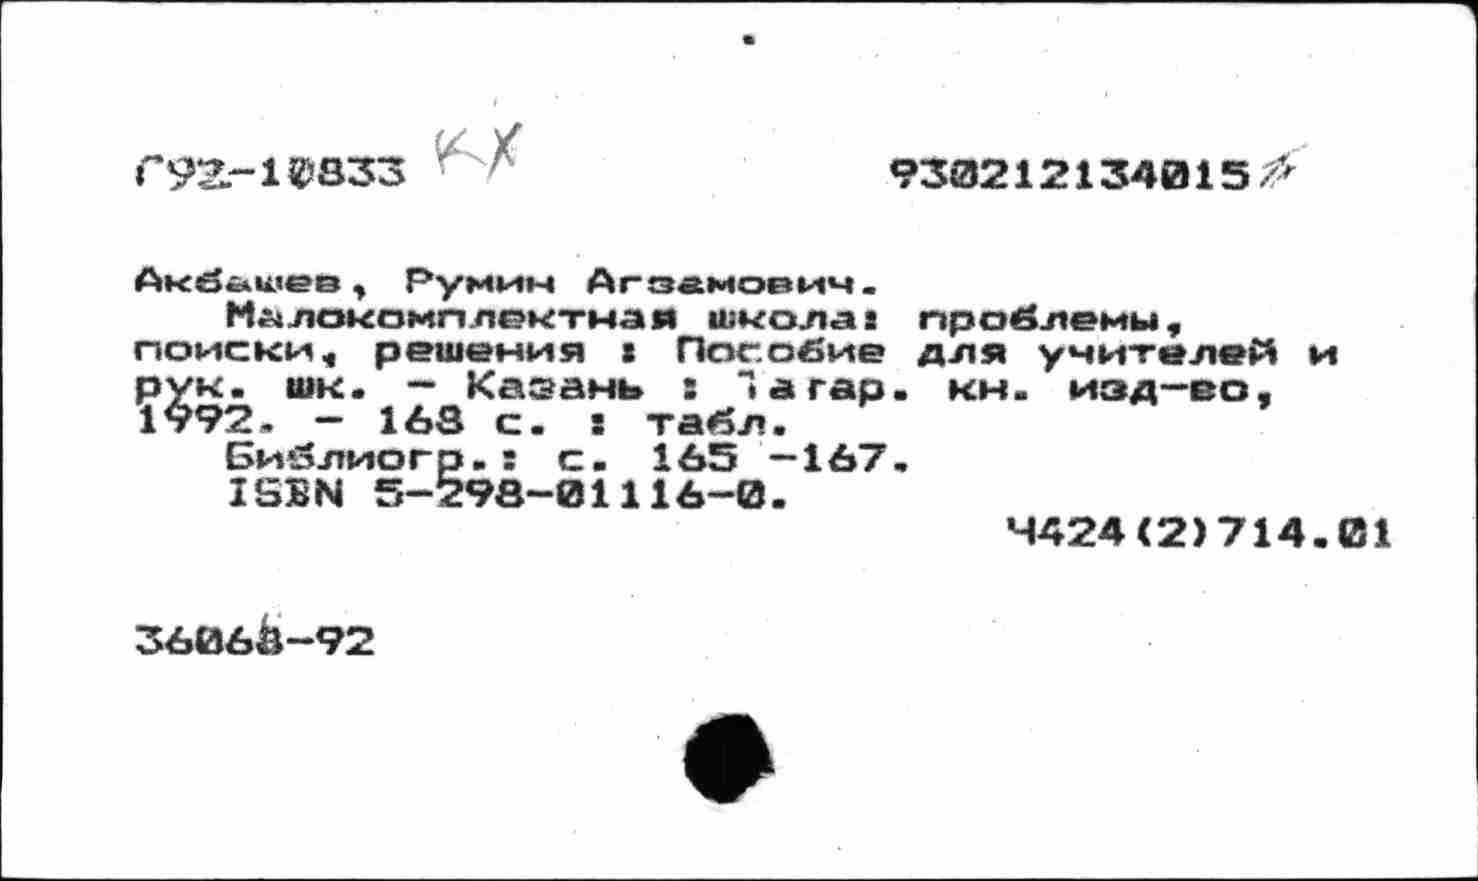 Г92-10833 КХ 930212134015
Акбашев, Румин Агзамович.
Малокомплектная школа: проблемы,
поиски, решения : Пособие для учителей и
рук. шк. - Казань : Татар. кн. изд-во,
1992. - 168 с. : табл.
Библиогр.: с. 165 -167.
ISBN 5-298-01116-0.
Ч424(2)714.01
36068-92